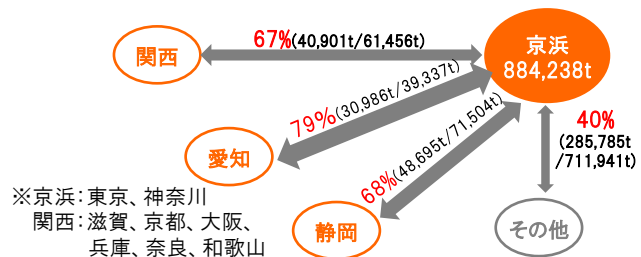 関西
67%(40,901t/61,456t)
京浜
884,238t
79%(30,986t/39,337t)
愛知
68%(48,695t/71,504t)
40%
(285,785t
/711,941t)
静岡
その他
※京浜:東京、神奈川
関西:滋賀、京都、大阪、
兵庫、奈良、和歌山